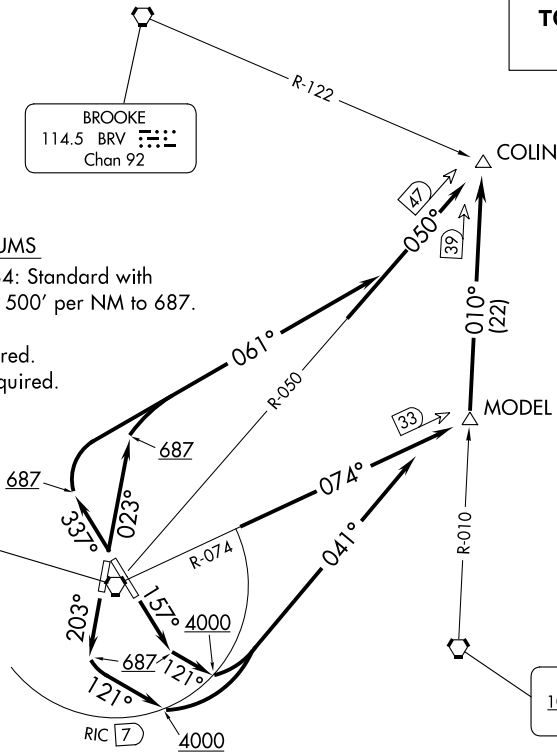 R-122
BROOKE
114.5 BRV
Chan 92
COLIN
47
050°
39
UMS
4: Standard with
500' per NM to 687.
010°
(22)
061°
red.
quired.
R-050
MODEL
33
687
687
074°
337°
023°
041°
R-010
R-074
203°
157°
4000
687
121°
121°
RIC 7
4000